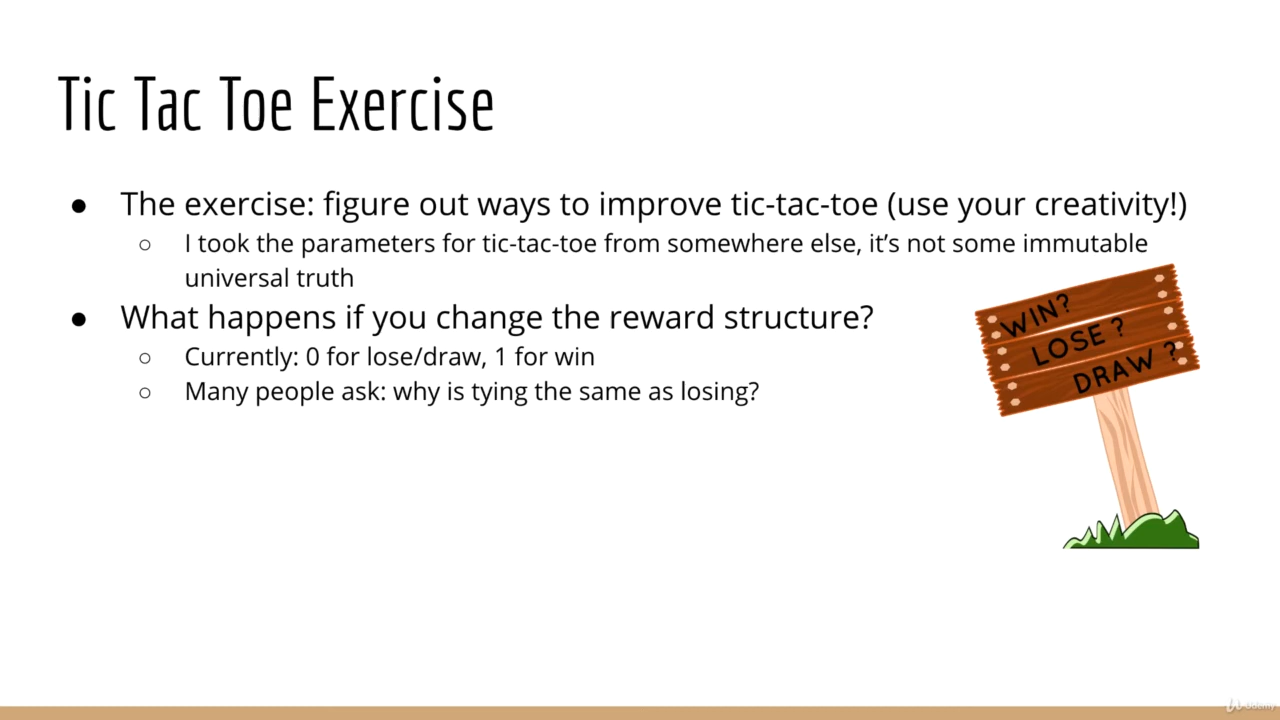 Tic Tac Toe Exercise
● The exercise: figure out ways to improve tic-tac-toe (use your creativity!)
○ I took the parameters for tic-tac-toe from somewhere else, it’s not some immutable
universal truth
● What happens if you change the reward structure?
○ Currently: 0 for lose/draw, 1 for win
○ Many people ask: why is tying the same as losing?
WIN?
LOSE ?
DRAW ?
Udemy